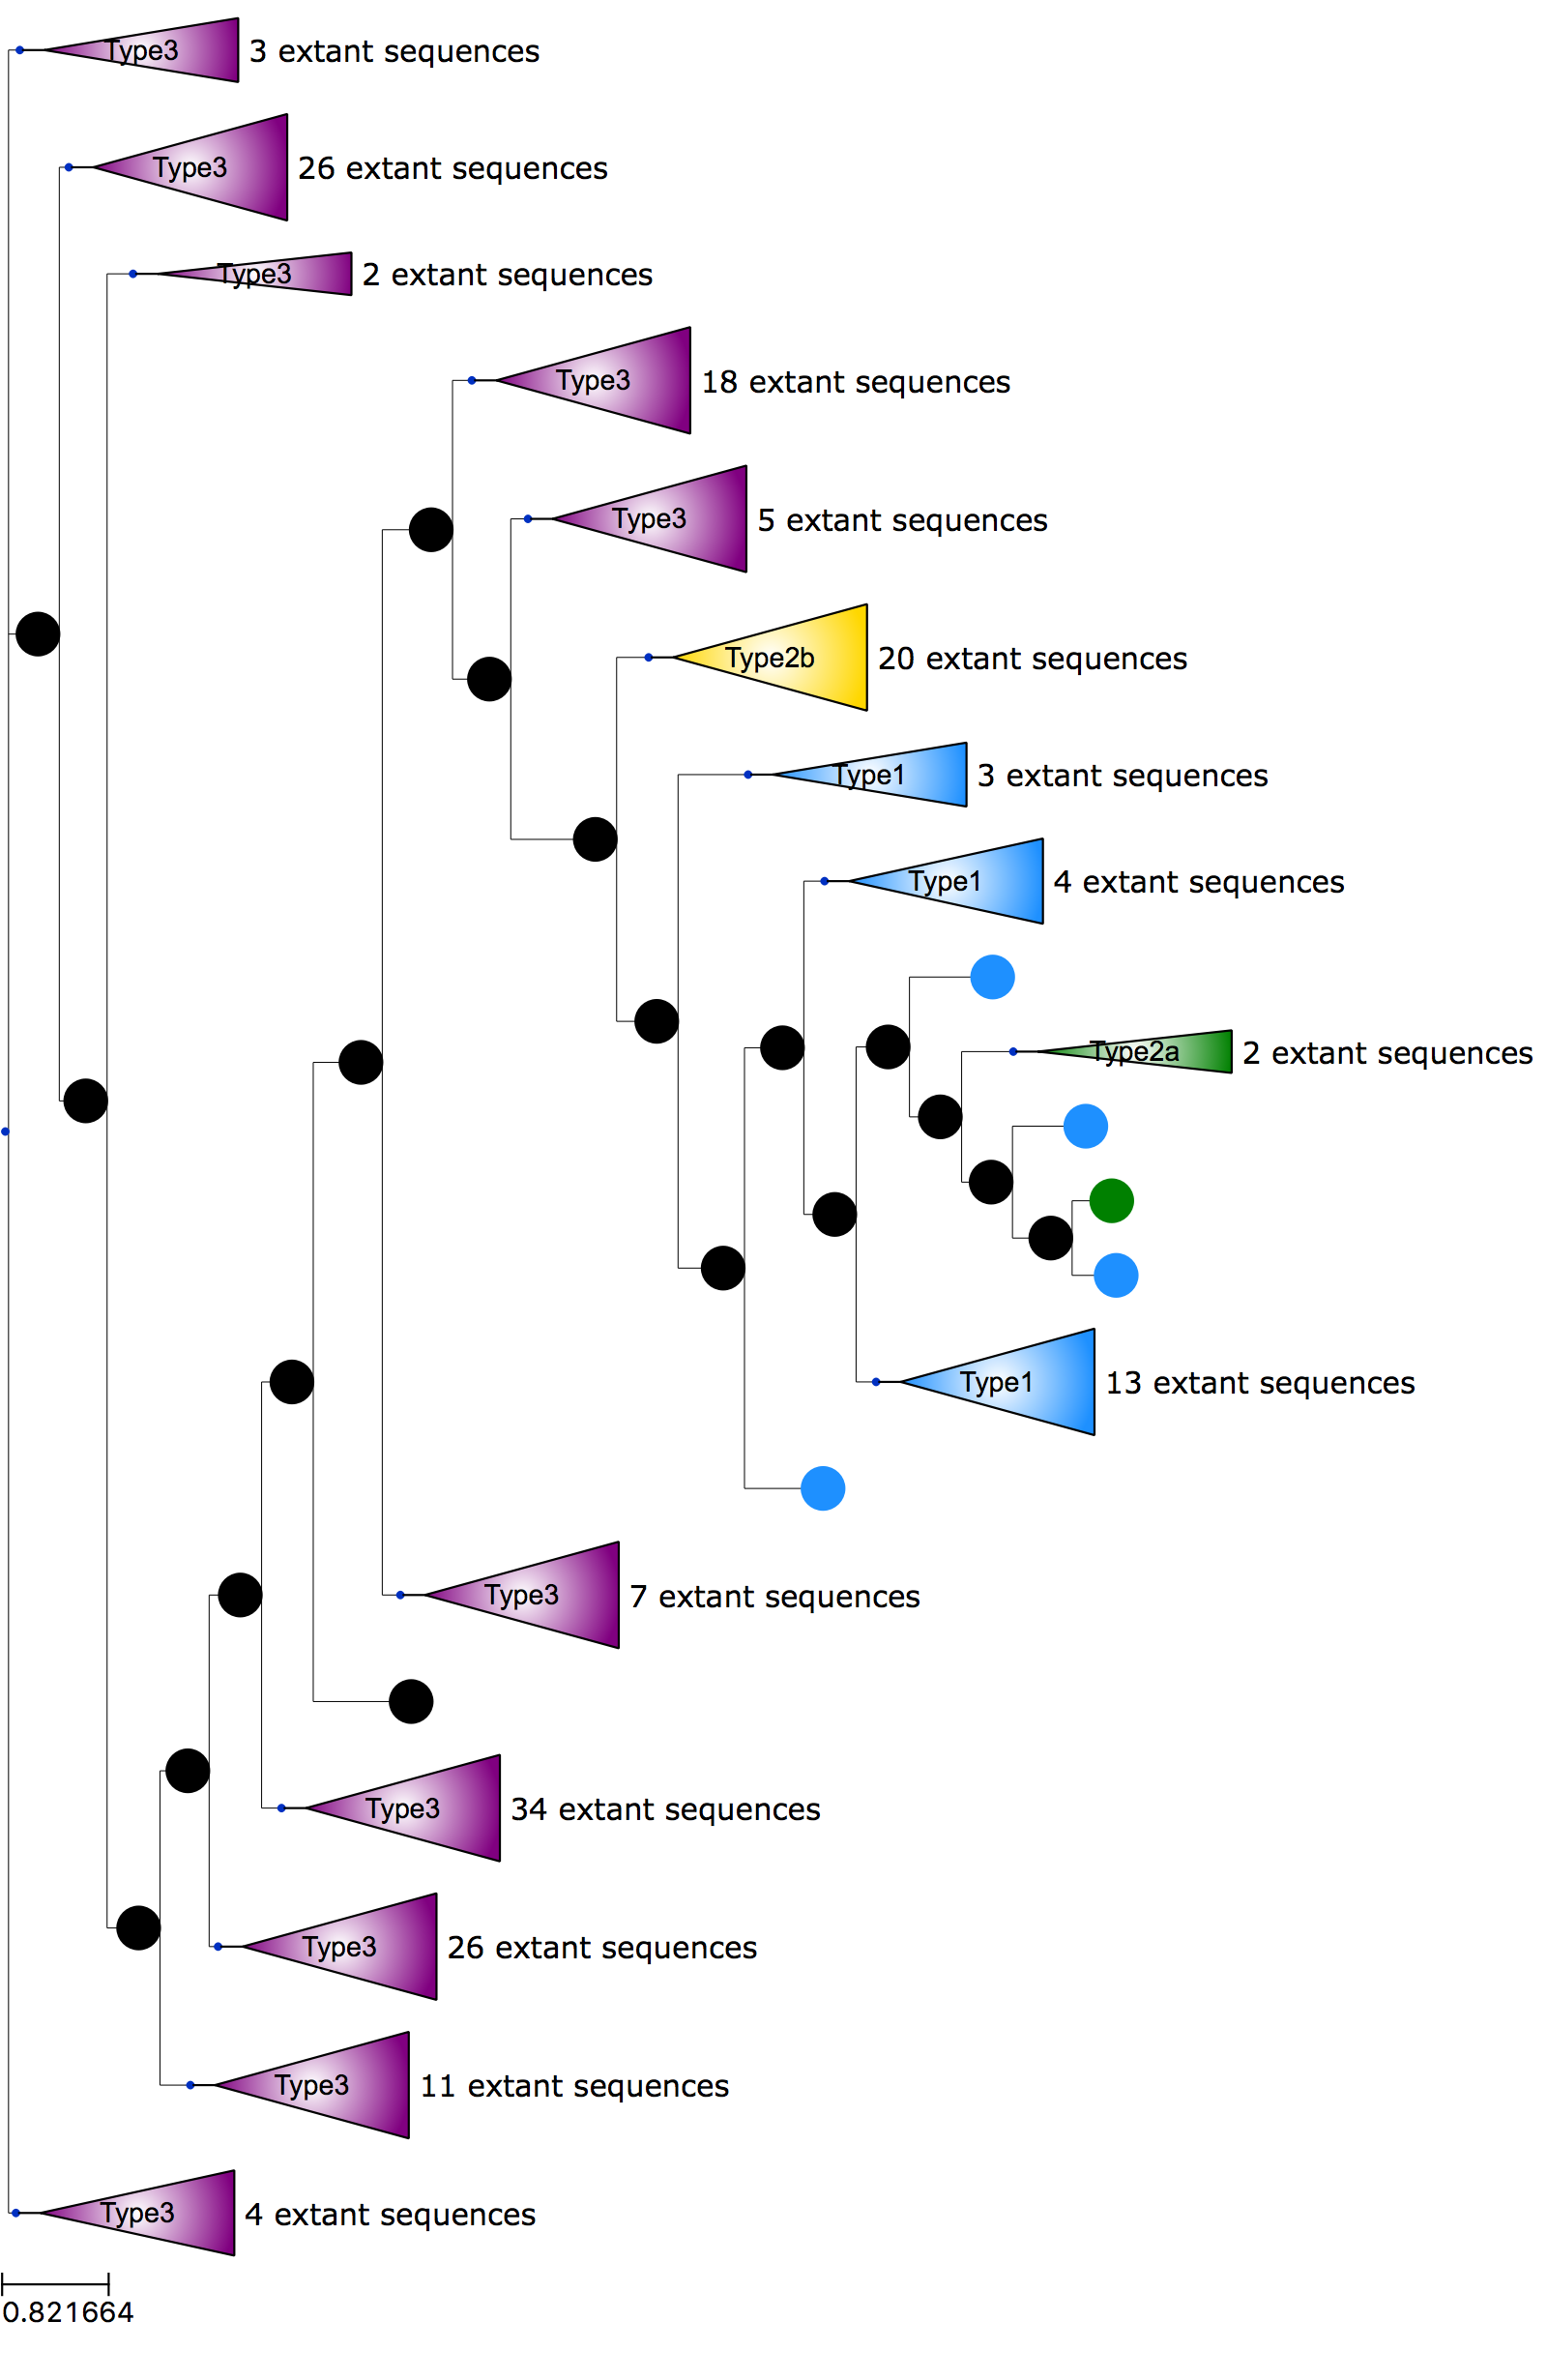 Type3 3 extant sequences
Type3 26 extant sequences
Type3 2 extant sequences
Type3 18 extant sequences
Type3 5 extant sequences
Type2b 20 extant sequences
Type1 3 extant sequences
Type1 4 extant sequences
Type2a 2 extant sequences
Type1 13 extant sequences
Type3 7 extant sequences
Type3 34 extant sequences
Type3 26 extant sequences
Type3 11 extant sequences
Type3 4 extant sequences
0.821664